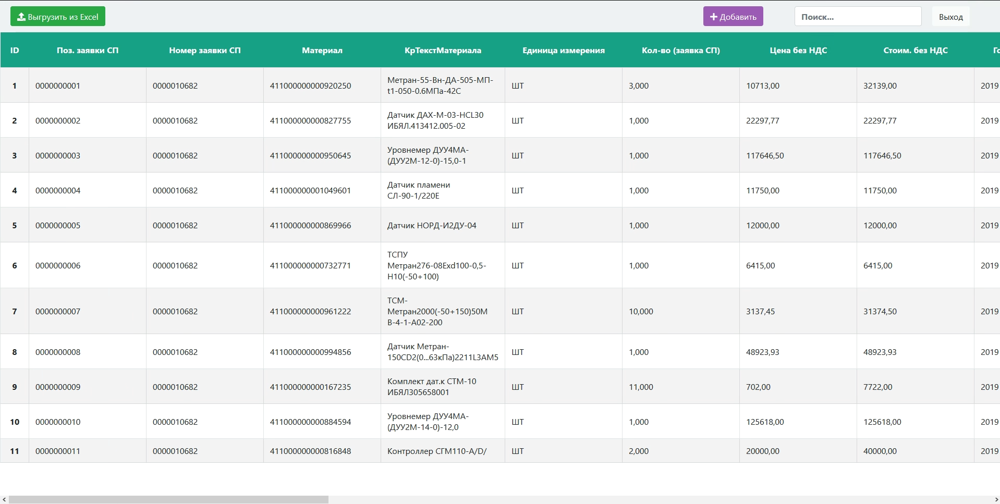 Выгрузить из Excel
Добавить
Поиск...
Выход
ID Поз. заявки СП Номер заявки СП Материал КрТекстМатериала Единица измерения Кол-во (заявка СП) Цена без НДС Стоим. без НДС
1 0000000001 0000010682 411000000000920250 Метран-55-Вн-ДА-505-МП- ШТ 3,000 10713,00 32139,00 2019
t1-050-0.6МПа-42С
2 0000000002 0000010682 411000000000827755 Датчик ДАХ-М-03-HCL30 ШТ 1,000 22297,77 22297,77 2019
ИБЯЛ.413412.005-02
3 0000000003 0000010682 411000000000950645 Уровнемер ДУУ4МА- ШТ 1,000 117646,50 117646,50 2019
(ДУУ2М-12-0)-15,0-1
4 0000000004 0000010682 411000000001049601 Датчик пламени ШТ 1,000 11750,00 11750,00 2019
СЛ-90-1/220Е
5 0000000005 0000010682 411000000000869966 Датчик НОРД-И2ДУ-04 ШТ 1,000 12000,00 12000,00 2019
6 0000000006 0000010682 411000000000732771 ТСПУ ШТ 1,000 6415,00 6415,00 2019
Метран276-08Exd100-0,5-
Н10(-50+100)
7 0000000007 0000010682 411000000000961222 ТСМ- ШТ 10,000 3137,45 31374,50 2019
Метран2000(-50+150)50М
В-4-1-А02-200
8 0000000008 0000010682 411000000000994856 Датчик Метран- ШТ 1,000 48923,93 48923,93 2019
150CD2(0...63кПа)2211L3AM5
9 0000000009 0000010682 411000000000167235 Комплект дат.к СТМ-10 ШТ 11,000 702,00 7722,00 2019
ИБЯЛ305658001
10 0000000010 0000010682 411000000000884594 Уровнемер ДУУ4МА- ШТ 1,000 125618,00 125618,00 2019
(ДУУ2М-14-0)-12,0
11 0000000011 0000010682 411000000000816848 Контроллер СГМ110-A/D/ ШТ 2,000 20000,00 40000,00 2019